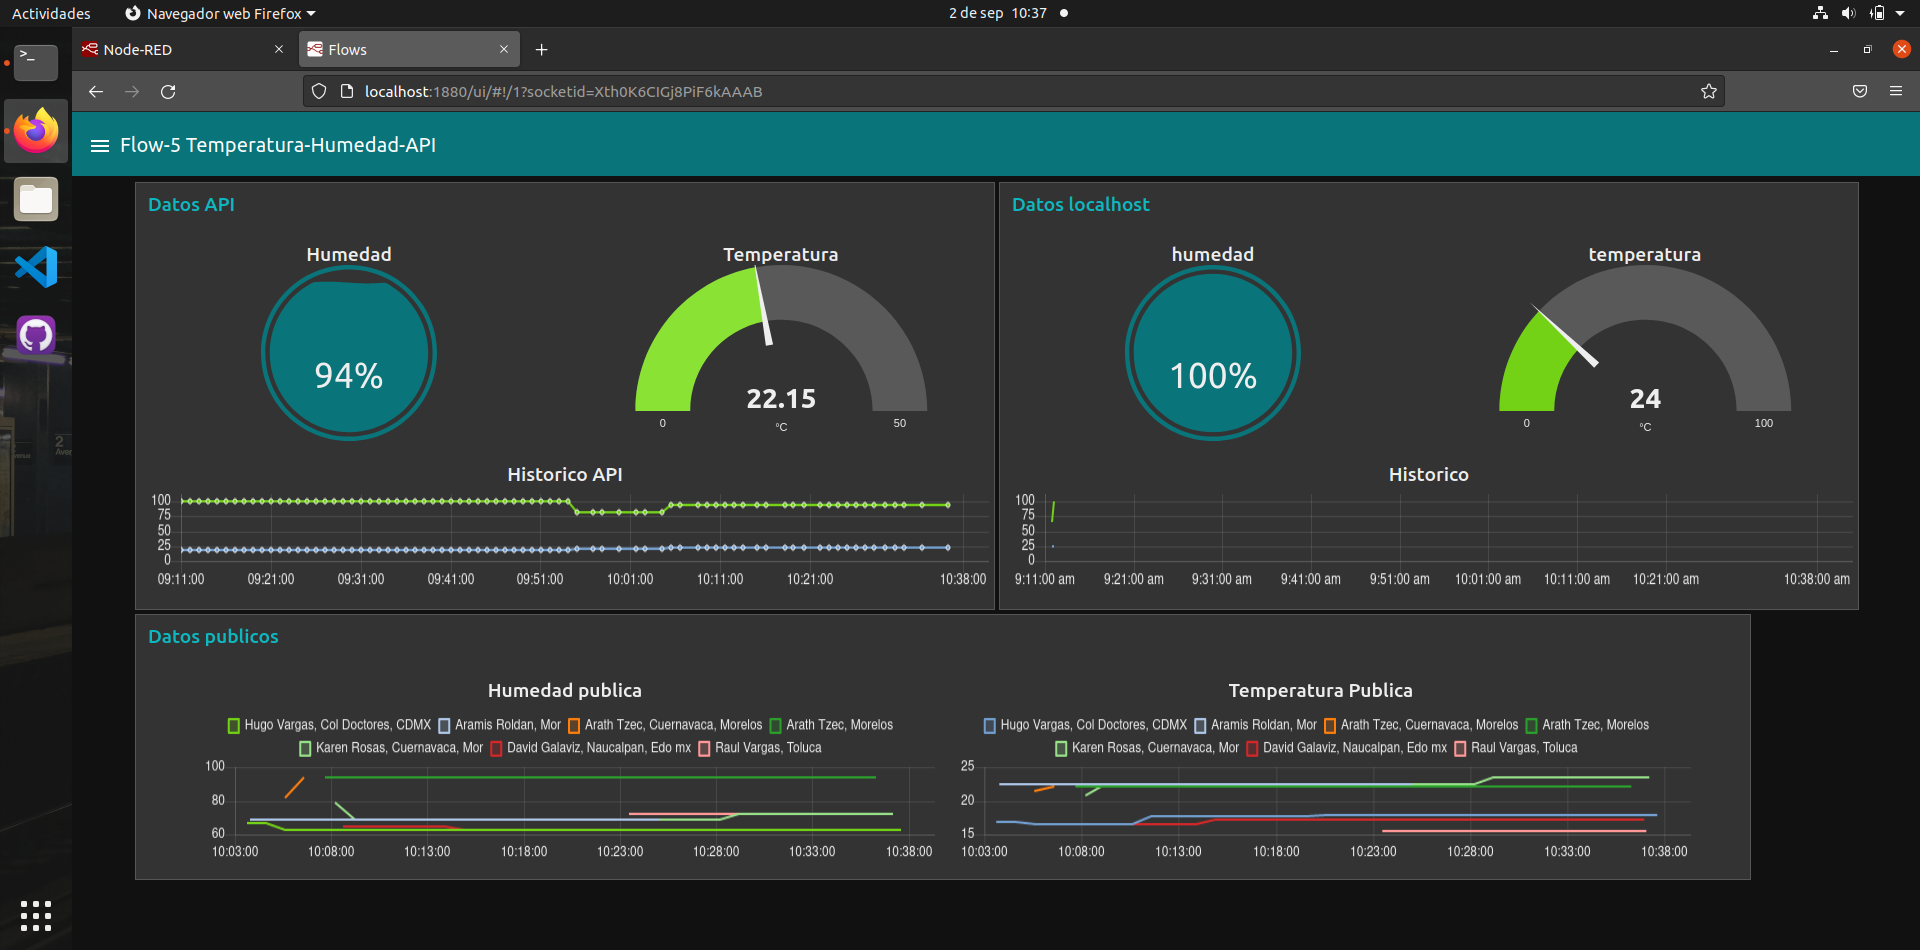 Actividades
Navegador web Firefox
2 de sep 10:37
Node-RED
Flows
localhost:1880/ui/#!/1?socketid=Xth0K6CIGj8PiF6kAAAB
Flow-5 Temperatura-Humedad-API
Datos API
Humedad
94%
Temperatura
22.15
0
°C
50
Historico API
100
75
50
25
0
09:11:00 09:21:00 09:31:00 09:41:00 09:51:00 10:01:00 10:11:00 10:21:00 10:38:00
Datos localhost
humedad
100%
temperatura
24
0
°C
100
Historico
100
75
50
25
0
9:11:00 am 9:21:00 am 9:31:00 am 9:41:00 am 9:51:00 am 10:01:00 am 10:11:00 am 10:21:00 am 10:38:00 am
Datos publicos
Humedad publica
Hugo Vargas, Col Doctores, CDMX Aramis Roldan, Mor Arath Tzec, Cuernavaca, Morelos Arath Tzec, Morelos
Karen Rosas, Cuernavaca, Mor David Galaviz, Naucalpan, Edo mx Raul Vargas, Toluca
100
80
60
10:03:00 10:08:00 10:13:00 10:18:00 10:23:00 10:28:00 10:33:00 10:38:00
Temperatura Publica
Hugo Vargas, Col Doctores, CDMX Aramis Roldan, Mor Arath Tzec, Cuernavaca, Morelos Arath Tzec, Morelos
Karen Rosas, Cuernavaca, Mor David Galaviz, Naucalpan, Edo mx Raul Vargas, Toluca
25
20
15
10:03:00 10:08:00 10:13:00 10:18:00 10:23:00 10:28:00 10:33:00 10:38:00